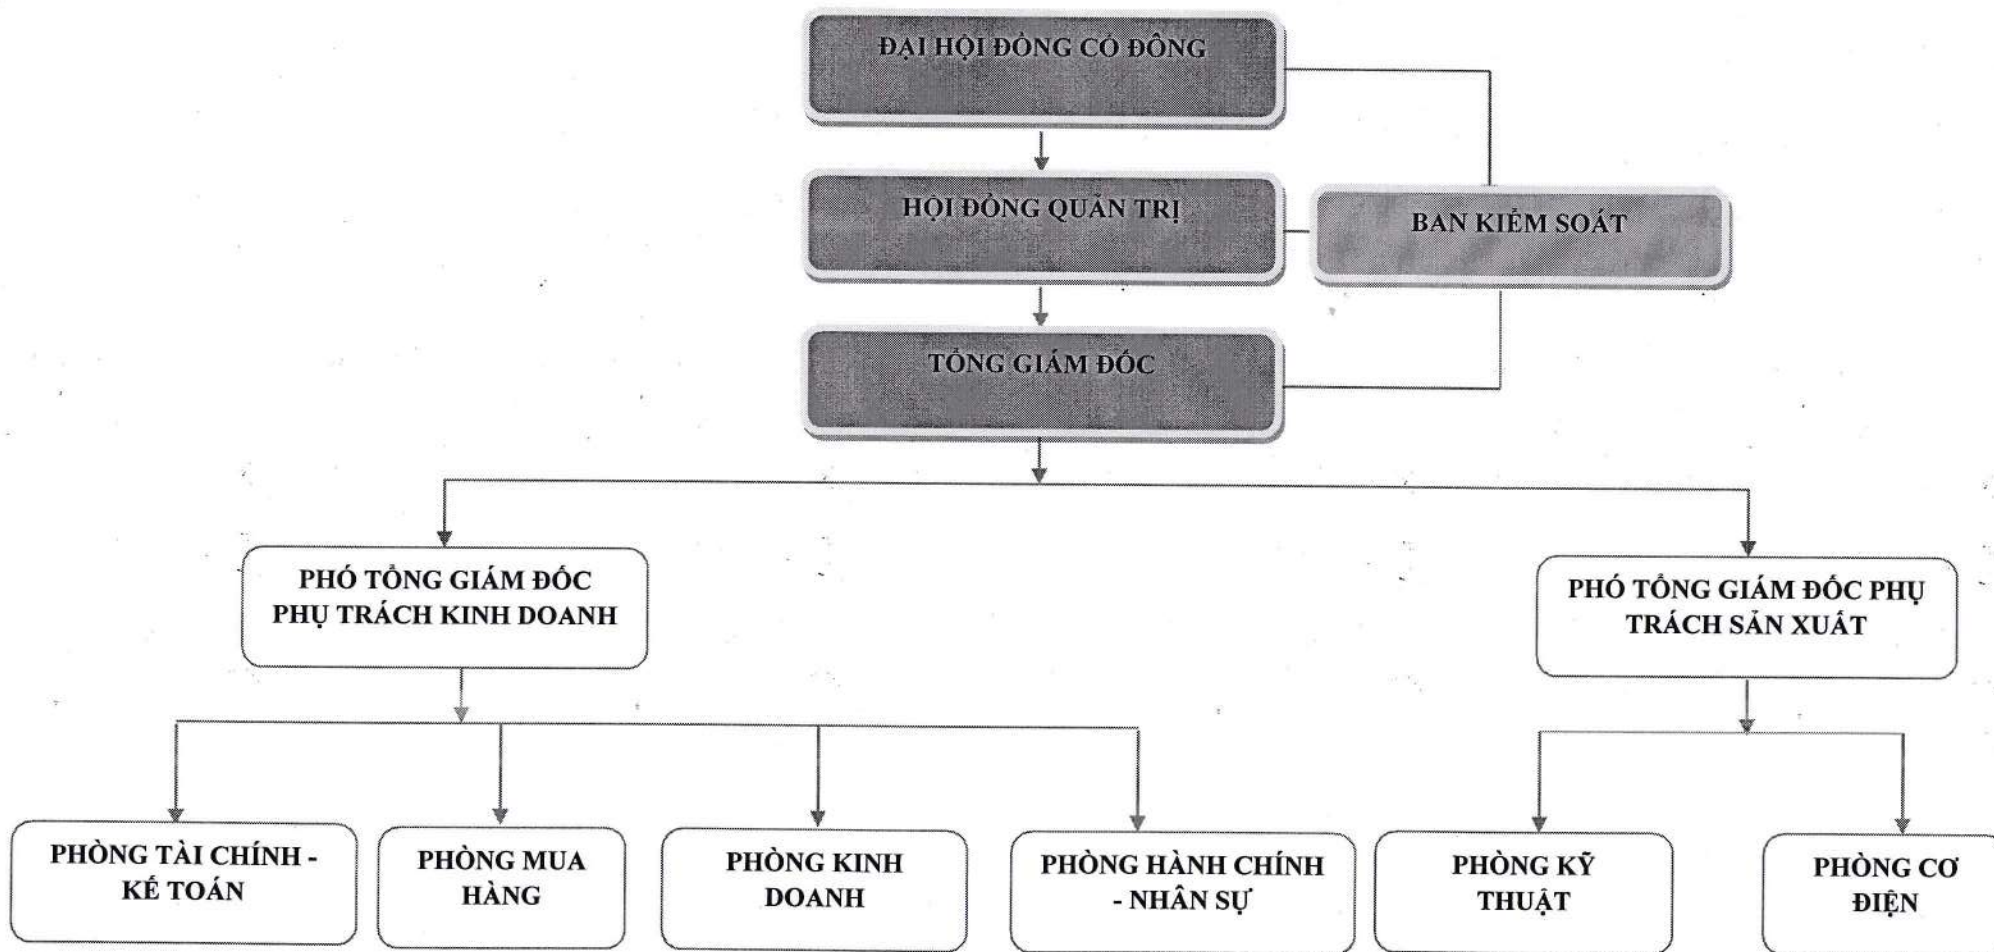 ĐẠI HỘI ĐỒNG CỔ ĐÔNG
HỘI ĐỒNG QUẢN TRỊ
BAN KIỂM SOÁT
TỔNG GIÁM ĐỐC
PHÓ TỔNG GIÁM ĐỐC
PHỤ TRÁCH KINH DOANH
PHÓ TỔNG GIÁM ĐỐC PHỤ
TRÁCH SẢN XUẤT
PHÒNG TÀI CHÍNH -
KẾ TOÁN
PHÒNG MUA
HÀNG
PHÒNG KINH
DOANH
PHÒNG HÀNH CHÍNH
- NHÂN SỰ
PHÒNG KỸ
THUẬT
PHÒNG CƠ
ĐIỆN